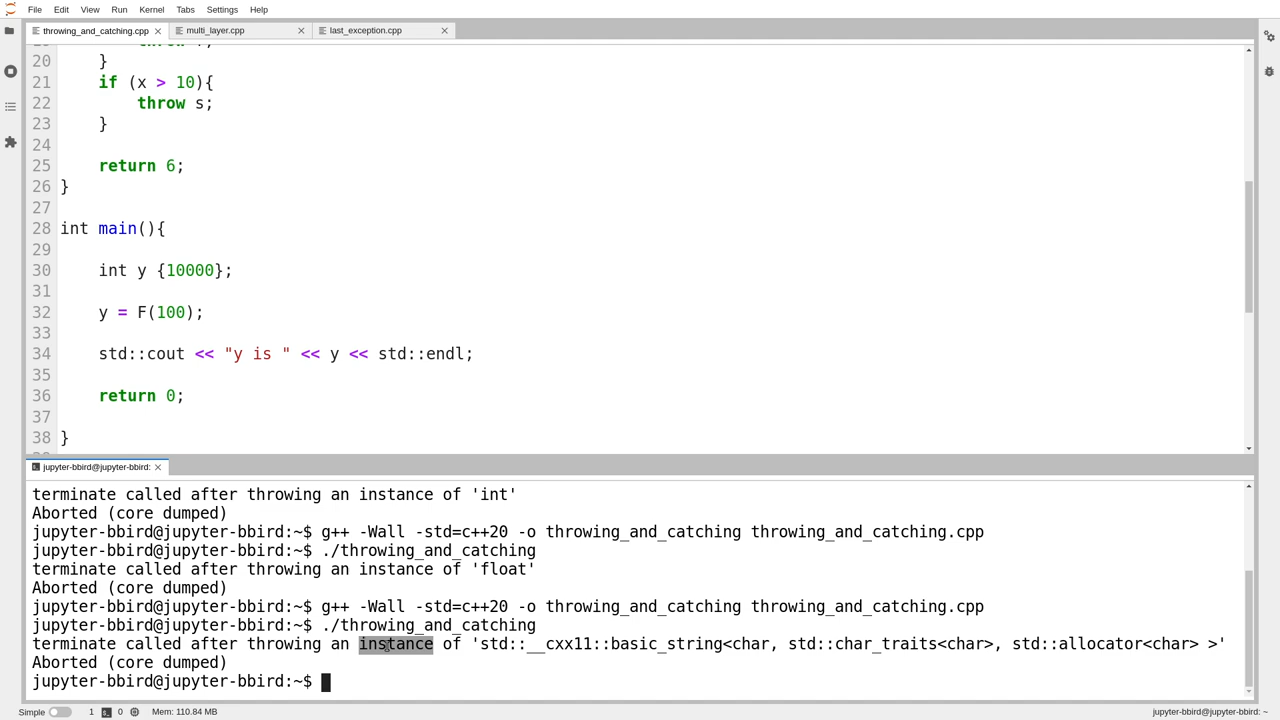 File Edit View Run Kernel Tabs Settings Help
throwing_and_catching.cpp multi_layer.cpp last_exception.cpp
20 }
21 if (x > 10){
22 throw s;
23 }
24
25 return 6;
26 }
27
28 int main(){
29
30 int y {10000};
31
32 y = F(100);
33
34 std::cout << "y is " << y << std::endl;
35
36 return 0;
37
38 }
jupyter-bbird@jupyter-bbird:
terminate called after throwing an instance of 'int'
Aborted (core dumped)
jupyter-bbird@jupyter-bbird:~$ g++ -Wall -std=c++20 -o throwing_and_catching throwing_and_catching.cpp
jupyter-bbird@jupyter-bbird:~$ ./throwing_and_catching
terminate called after throwing an instance of 'float'
Aborted (core dumped)
jupyter-bbird@jupyter-bbird:~$ g++ -Wall -std=c++20 -o throwing_and_catching throwing_and_catching.cpp
jupyter-bbird@jupyter-bbird:~$ ./throwing_and_catching
terminate called after throwing an instance of 'std::__cxx11::basic_string<char, std::char_traits<char>, std::allocator<char> >'
Aborted (core dumped)
jupyter-bbird@jupyter-bbird:~$
Simple 1 0 Mem: 110.84 MB jupyter-bbird@jupyter-bbird: ~